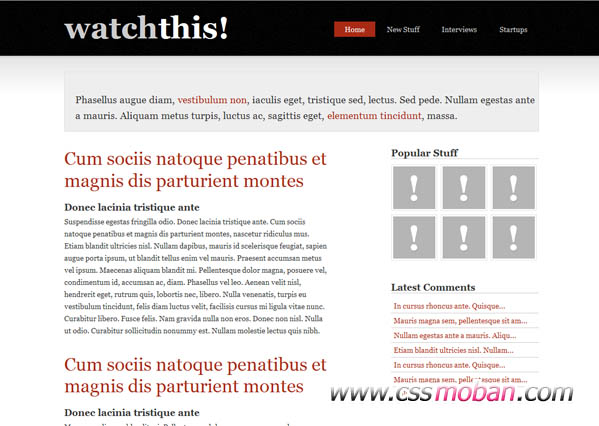 watchthis!
Home New Stuff Interviews Startups
Phasellus augue diam, vestibulum non, iaculis eget, tristique sed, lectus. Sed pede. Nullam egestas ante
a mauris. Aliquam metus turpis, luctus ac, sagittis eget, elementum tincidunt, massa.
Cum sociis natoque penatibus et
magnis dis parturient montes
Donec lacinia tristique ante
Suspendisse egestas fringilla odio. Donec lacinia tristique ante. Cum sociis
natoque penatibus et magnis dis parturient montes, nascetur ridiculus mus.
Etiam blandit ultricies nisl. Nullam dapibus, mauris id scelerisque feugiat, sapien
augue porta ipsum, ut blandit tellus enim vel mauris. Praesent accumsan metus
vel ipsum. Maecenas aliquam blandit mi. Pellentesque dolor magna, posuere vel,
condimentum id, accumsan ac, diam. Phasellus vel leo. Aenean velit nisl,
hendrerit eget, rutrum quis, lobortis nec, libero. Nulla venenatis, turpis eu
vestibulum tincidunt, felis diam luctus velit, facilisis cursus mi ligula vitae nunc.
Curabitur libero. Fusce felis. Nam gravida nulla non eros. Donec non nisl. Nulla
ut odio. Curabitur sollicitudin nonummy est. Nullam molestie lectus quis nibh.
Cum sociis natoque penatibus et
magnis dis parturient montes
Donec lacinia tristique ante
Popular Stuff
! ! !
! ! !
Latest Comments
In cursus rhoncus ante. Quisque...
Mauris magna sem, pellentesque sit am...
Nullam egestas ante a mauris. Aliqu...
Etiam blandit ultricies nisl. Nullam...
In cursus rhoncus ante. Quisque...
Mauris magna sem, pellentesque sit am...
www.cssmoban.com